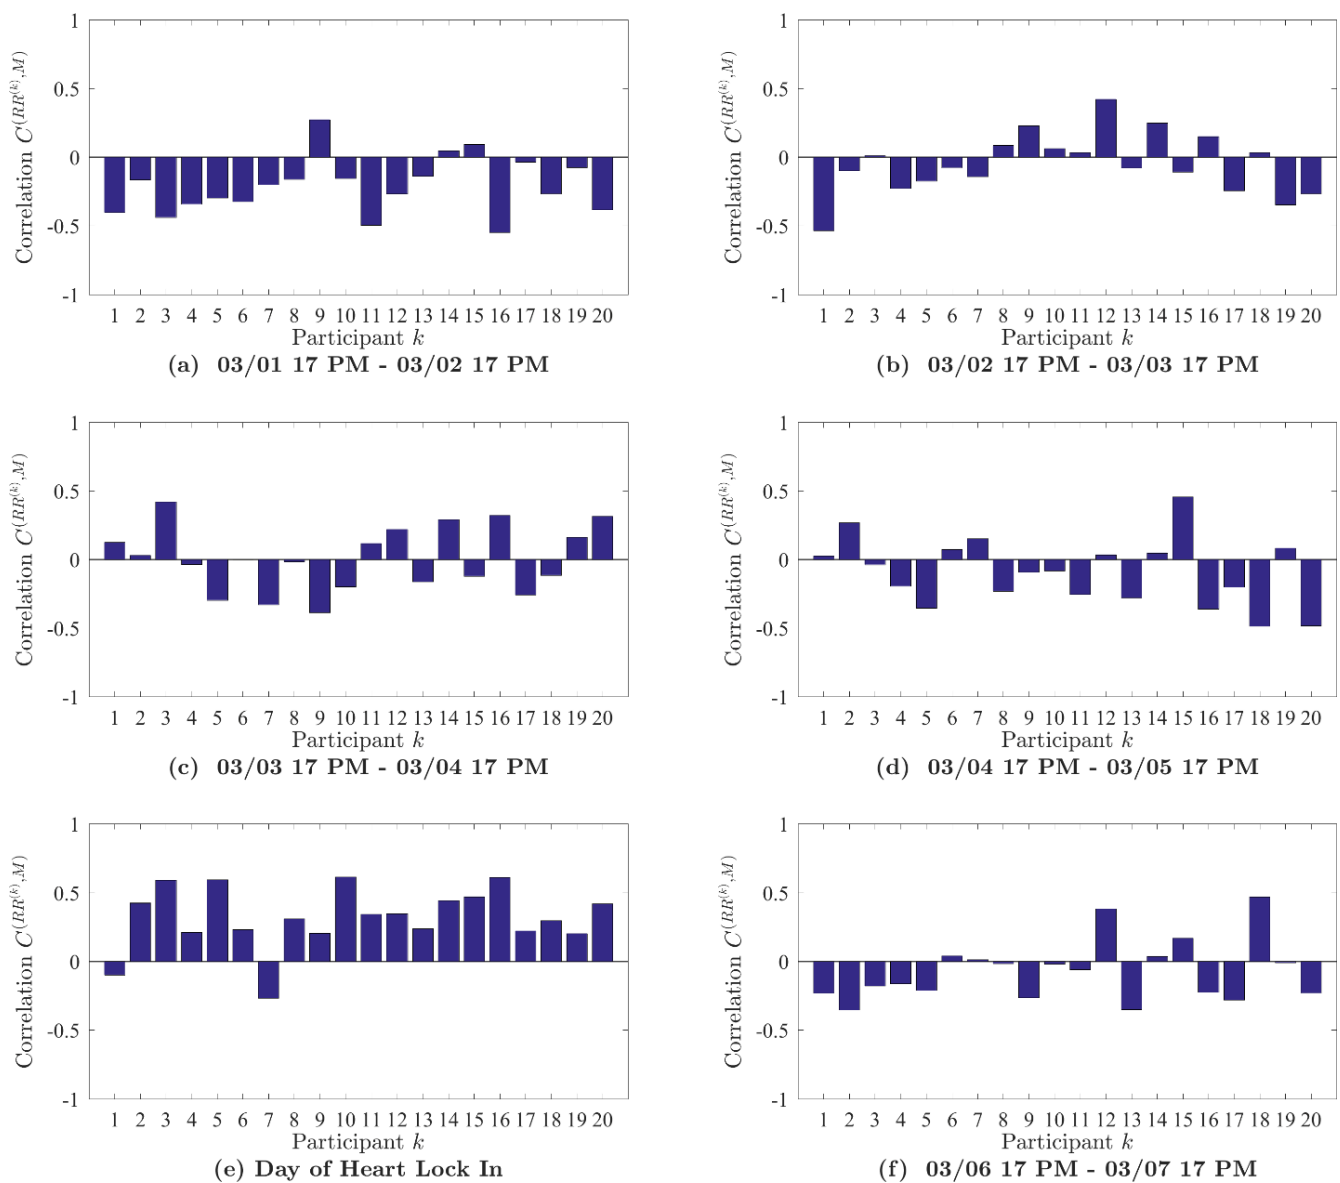 1
0.5
0
-0.5
-1
Correlation C^(RR^(k),M)
1 2 3 4 5 6 7 8 9 10 11 12 13 14 15 16 17 18 19 20
Participant k
(a) 03/01 17 PM - 03/02 17 PM
1
0.5
0
-0.5
-1
Correlation C^(RR^(k),M)
1 2 3 4 5 6 7 8 9 10 11 12 13 14 15 16 17 18 19 20
Participant k
(b) 03/02 17 PM - 03/03 17 PM
1
0.5
0
-0.5
-1
Correlation C^(RR^(k),M)
1 2 3 4 5 6 7 8 9 10 11 12 13 14 15 16 17 18 19 20
Participant k
(c) 03/03 17 PM - 03/04 17 PM
1
0.5
0
-0.5
-1
Correlation C^(RR^(k),M)
1 2 3 4 5 6 7 8 9 10 11 12 13 14 15 16 17 18 19 20
Participant k
(d) 03/04 17 PM - 03/05 17 PM
1
0.5
0
-0.5
-1
Correlation C^(RR^(k),M)
1 2 3 4 5 6 7 8 9 10 11 12 13 14 15 16 17 18 19 20
Participant k
(e) Day of Heart Lock In
1
0.5
0
-0.5
-1
Correlation C^(RR^(k),M)
1 2 3 4 5 6 7 8 9 10 11 12 13 14 15 16 17 18 19 20
Participant k
(f) 03/06 17 PM - 03/07 17 PM